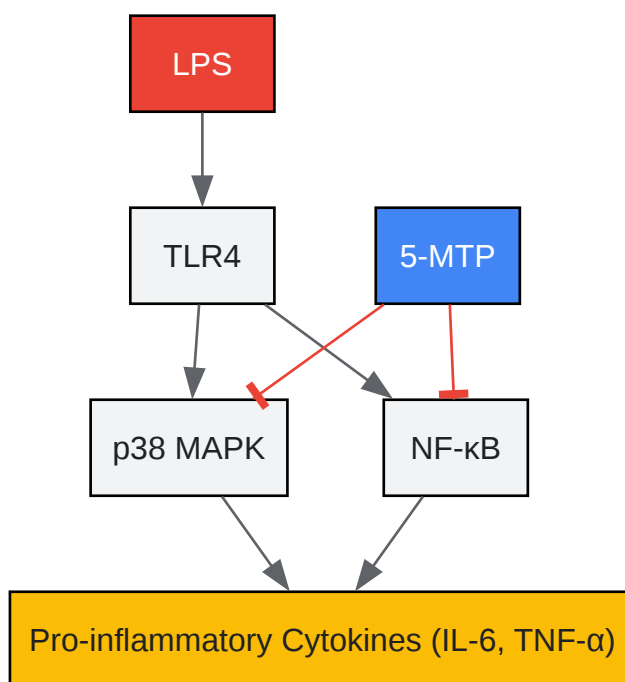 LPS
TLR4
5-MTP
p38 MAPK
NF-κB
Pro-inflammatory Cytokines (IL-6, TNF-α)